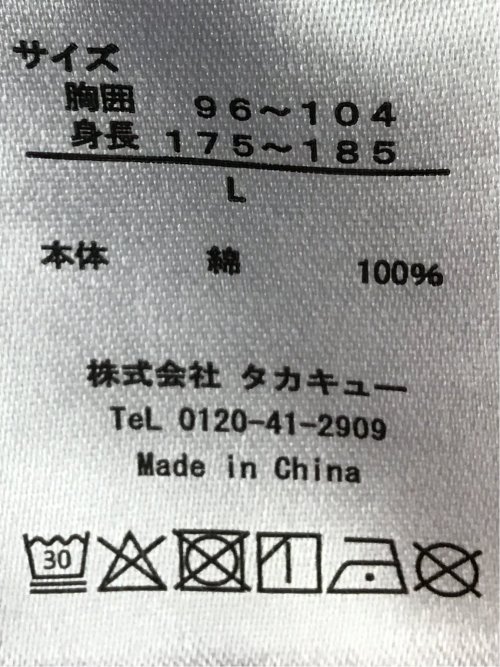 サイズ
胸囲 96～104
身長 175～185
L
本体 綿 100%
株式会社 タカキュー
TeL 0120-41-2909
Made in China
30